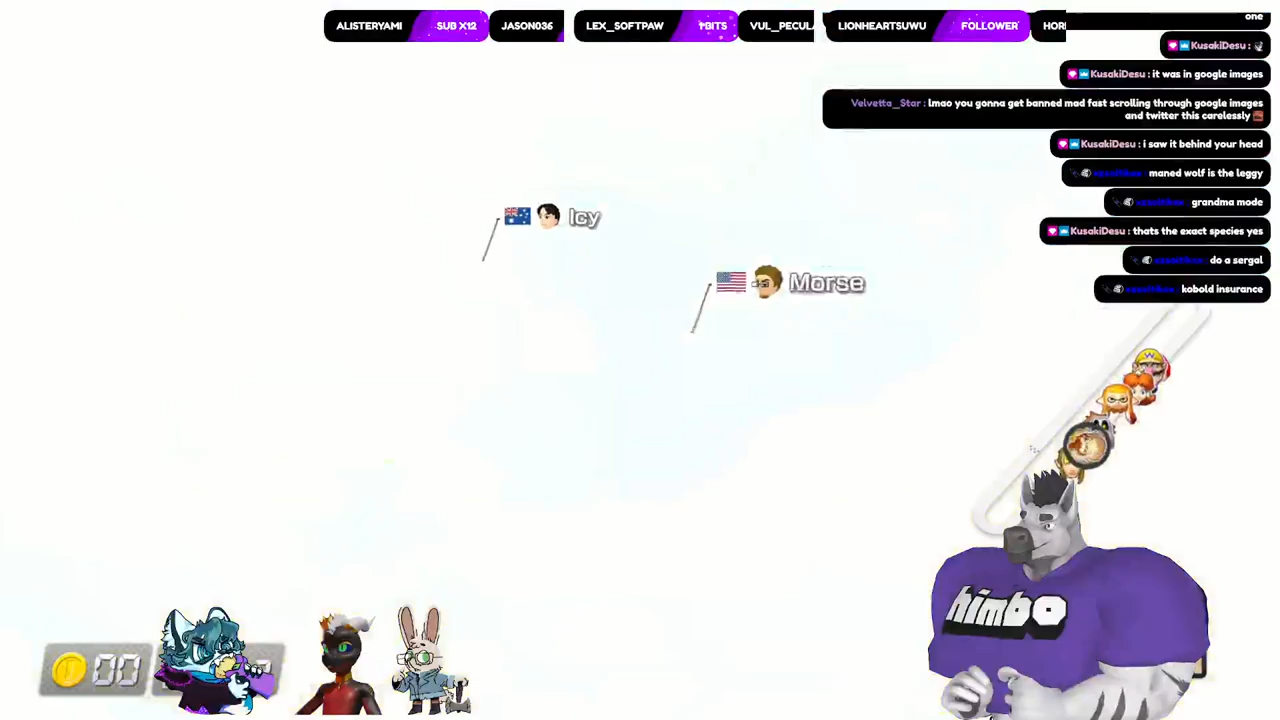 ALISTERYAMI SUB X12 JASON036 LEX_SOFTPAW BITS VUL_PECUL LIONHEARTSUWU FOLLOWER HOR
one
KusakiDesu :
KusakiDesu : it was in google images
Velvetta_Star : lmao you gonna get banned mad fast scrolling through google images
and twitter this carelessly
KusakiDesu : i saw it behind your head
maned wolf is the leggy
grandma mode
KusakiDesu : thats the exact species yes
do a sergal
kobold insurance
Icy
Morse
himbo
00